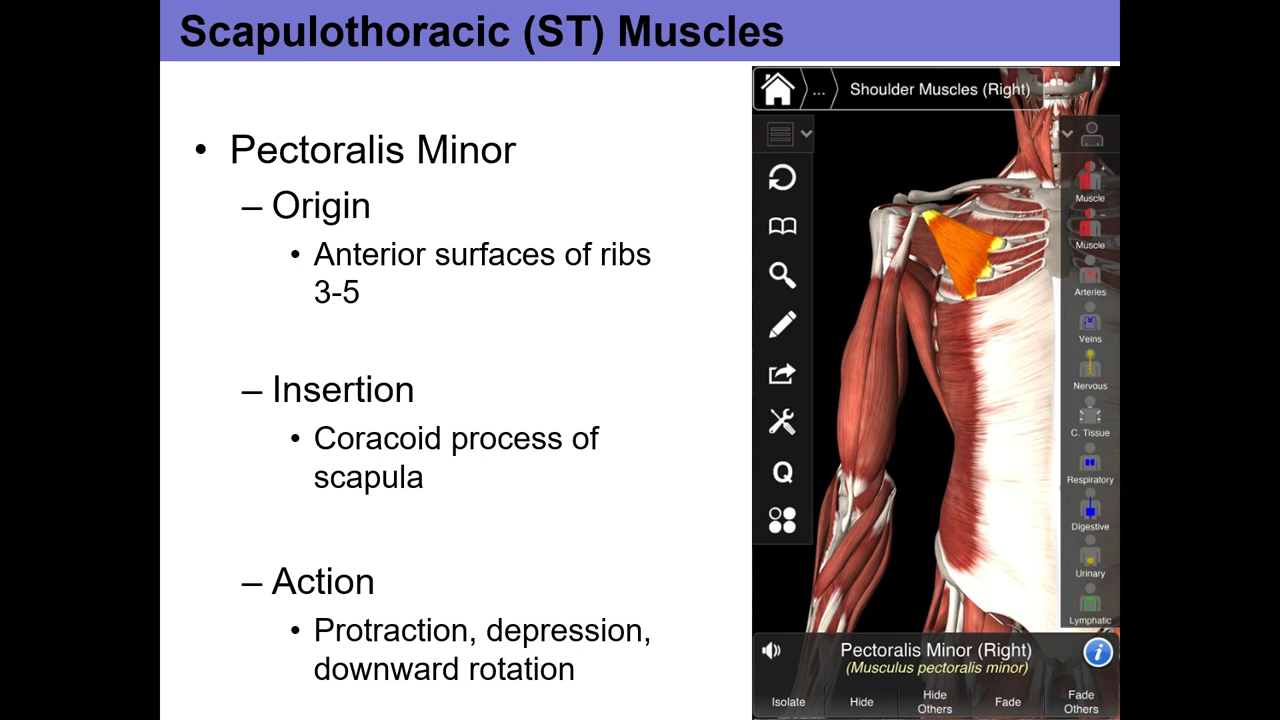 Scapulothoracic (ST) Muscles
• Pectoralis Minor
– Origin
• Anterior surfaces of ribs
3-5
– Insertion
• Coracoid process of
scapula
– Action
• Protraction, depression,
downward rotation
... Shoulder Muscles (Right)
Q
Muscle
Muscle
Arteries
Veins
Nervous
C. Tissue
Respiratory
Digestive
Urinary
Lymphatic
Pectoralis Minor (Right)
(Musculus pectoralis minor)
Isolate
Hide
Hide
Others
Fade
Fade
Others